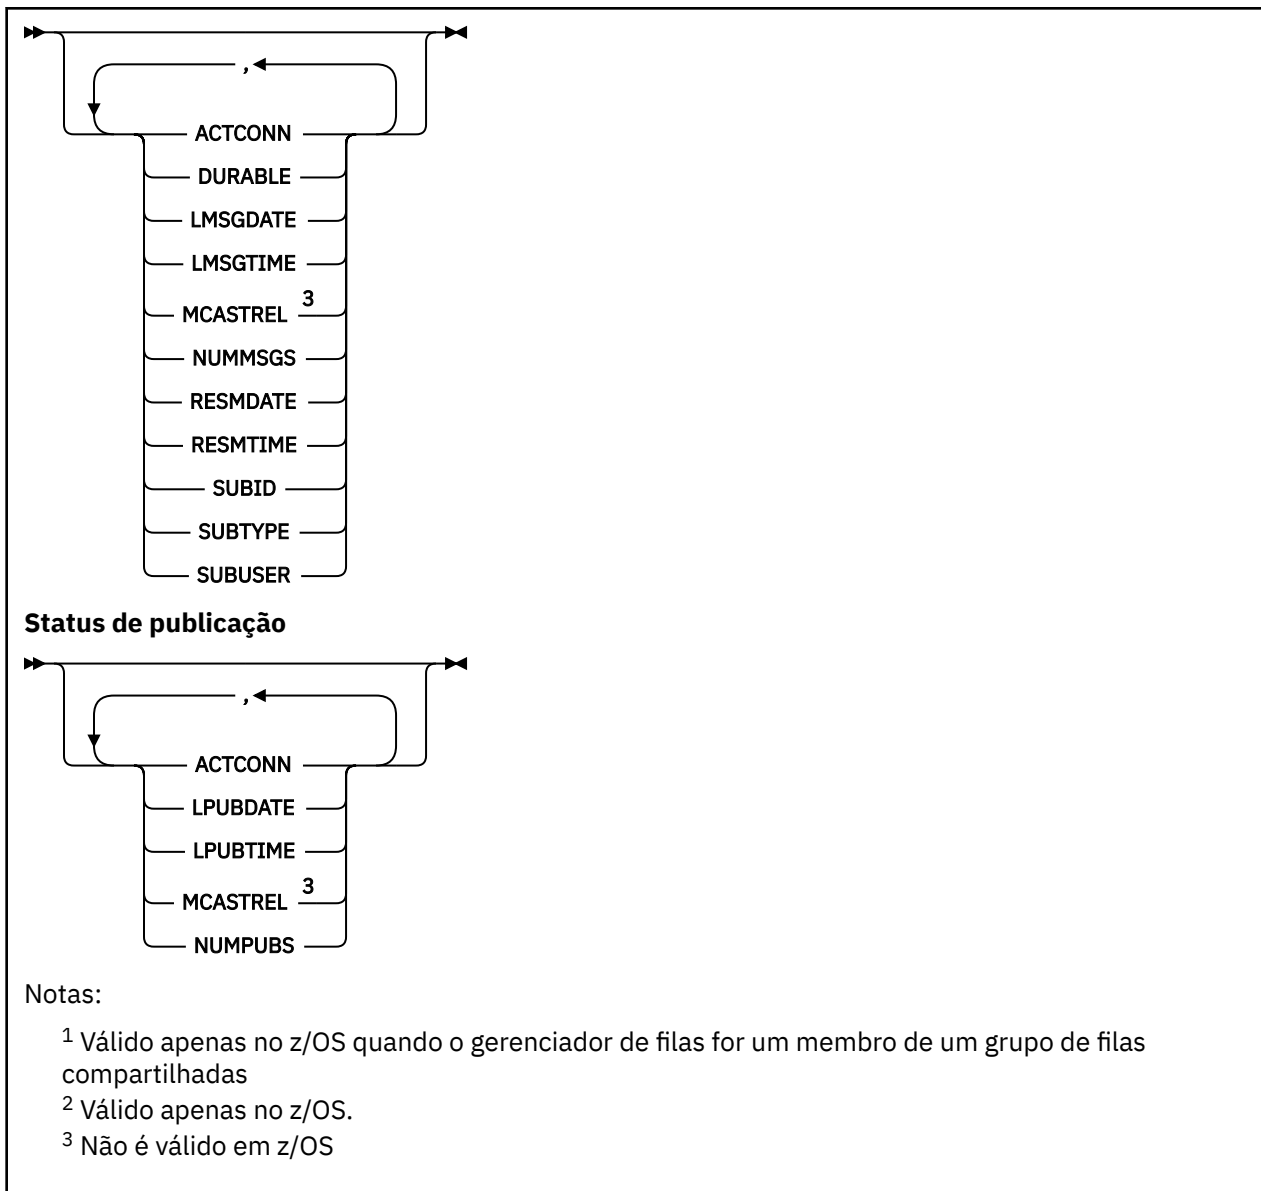 ,
ACTCONN
DURABLE
LMSGDATE
LMSGTIME
MCASTREL 3
NUMMSGS
RESMDATE
RESMTIME
SUBID
SUBTYPE
SUBUSER
Status de publicação
,
ACTCONN
LPUBDATE
LPUBTIME
MCASTREL 3
NUMPUBS
Notas:
1 Válido apenas no z/OS quando o gerenciador de filas for um membro de um grupo de filas
compartilhadas
2 Válido apenas no z/OS.
3 Não é válido em z/OS